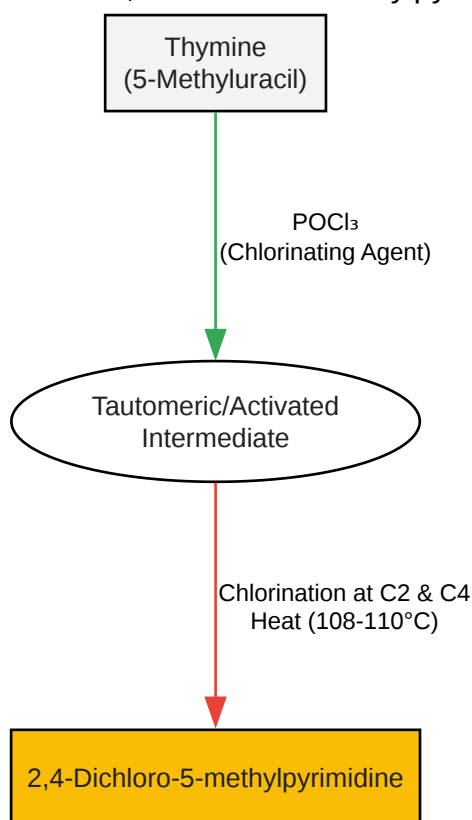 Thymine
(5-Methyluracil)
POCl₃
(Chlorinating Agent)
Tautomeric/Activated
Intermediate
Chlorination at C2 & C4
Heat (108-110°C)
2,4-Dichloro-5-methylpyrimidine